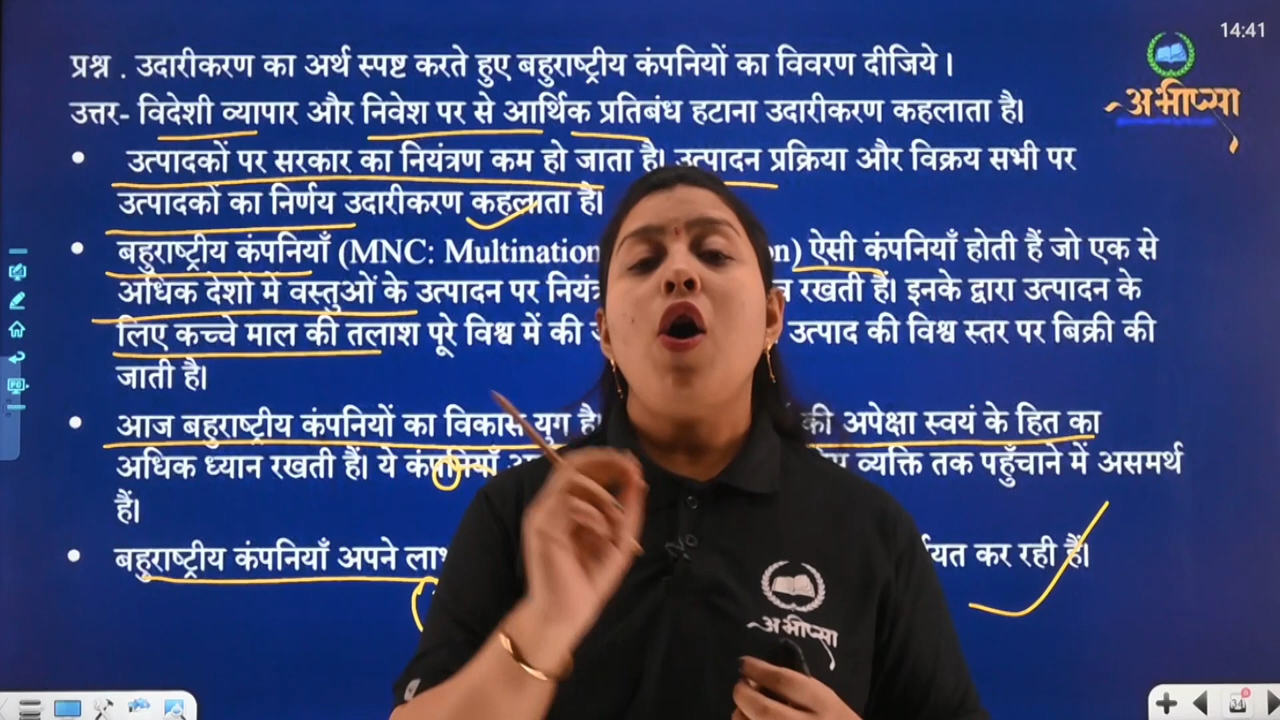 14:41
अभीप्सा
प्रश्न . उदारीकरण का अर्थ स्पष्ट करते हुए बहुराष्ट्रीय कंपनियों का विवरण दीजिये ।
उत्तर- विदेशी व्यापार और निवेश पर से आर्थिक प्रतिबंध हटाना उदारीकरण कहलाता है।
• उत्पादकों पर सरकार का नियंत्रण कम हो जाता है। उत्पादन प्रक्रिया और विक्रय सभी पर
उत्पादकों का निर्णय उदारीकरण कहलाता है।
• बहुराष्ट्रीय कंपनियाँ (MNC: on) ऐसी कंपनियाँ होती हैं जो एक से
अधिक देशों में वस्तुओं के उत्पादन पर रखती हैं। इनके द्वारा उत्पादन के
लिए कच्चे माल की तलाश पूरे विश्व में की उत्पाद की विश्व स्तर पर बिक्री की
जाती है।
• आज बहुराष्ट्रीय कंपनियों का विकास युग है। की अपेक्षा स्वयं के हित का
अधिक ध्यान रखती हैं। ये कंपनियाँ व्यक्ति तक पहुँचाने में असमर्थ
हैं।
• बहुराष्ट्रीय कंपनियाँ अपने कर रही हैं।
अभीप्सा